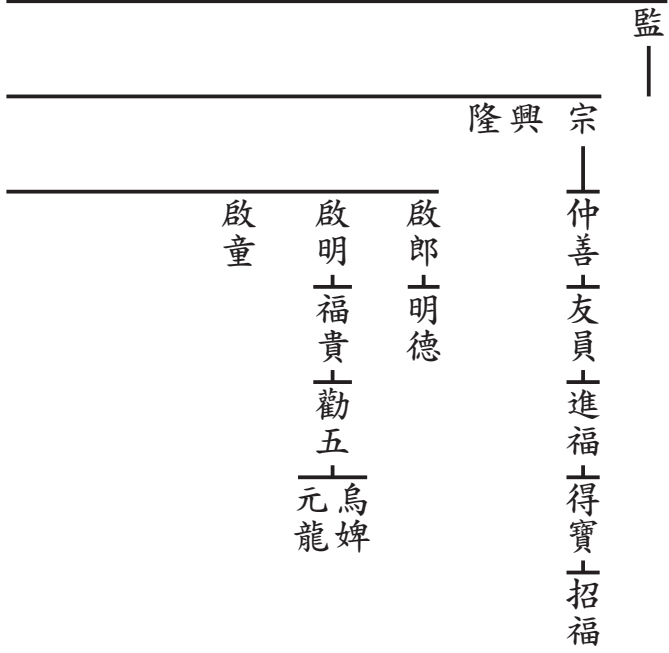 監
宗
仲善
友員
進福
得寶
招福
興
隆
啟郎
明德
啟明
福貴
勸五
烏婢
元龍
啟童